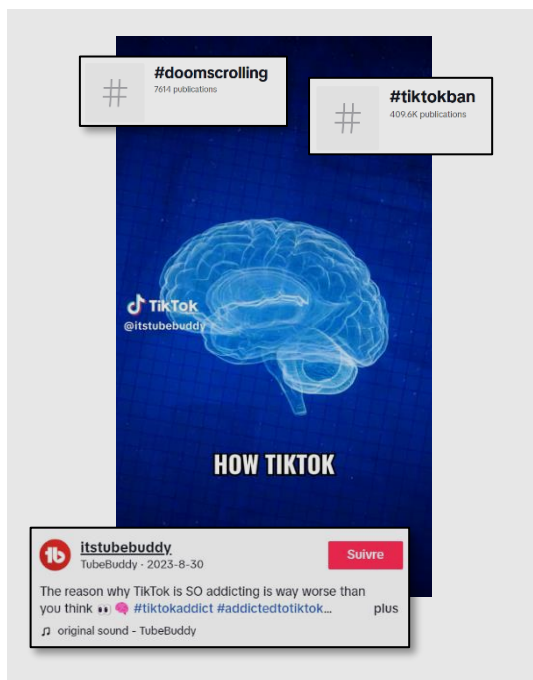 #doomscrolling
7614 publications
#tiktokban
409.6K publications
TikTok
@itstubebuddy
HOW TIKTOK
itstubebuddy
TubeBuddy · 2023-8-30
Suivre
The reason why TikTok is SO addicting is way worse than
you think 👀 🧠 #tiktokaddict #addictedtotiktok... plus
♫ original sound - TubeBuddy